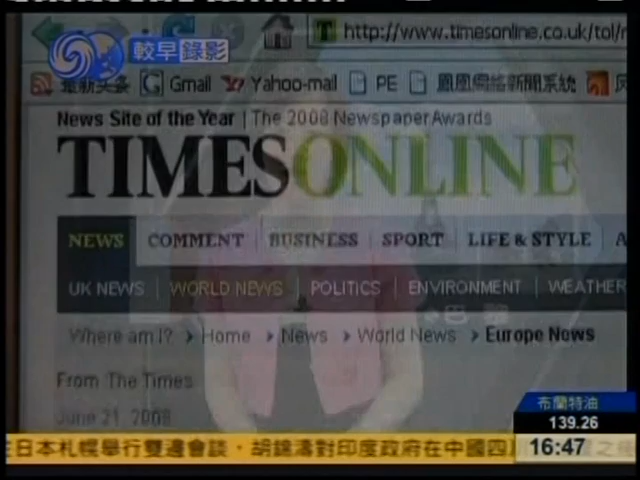 較早錄影
http://www.timesonline.co.uk/tol/
最新头条 Gmail Yahoo-mail PE 鳳凰網絡新聞系統
News Site of the Year | The 2008 Newspaper Awards
TIMESONLINE
NEWS COMMENT BUSINESS SPORT LIFE & STYLE
UK NEWS WORLD NEWS POLITICS ENVIRONMENT WEATHER
Where am I? Home News World News Europe News
From The Times
June 21, 2008
布蘭特油
139.26
在日本札幌舉行雙邊會談，胡錦濤對印度政府在中國四
16:47